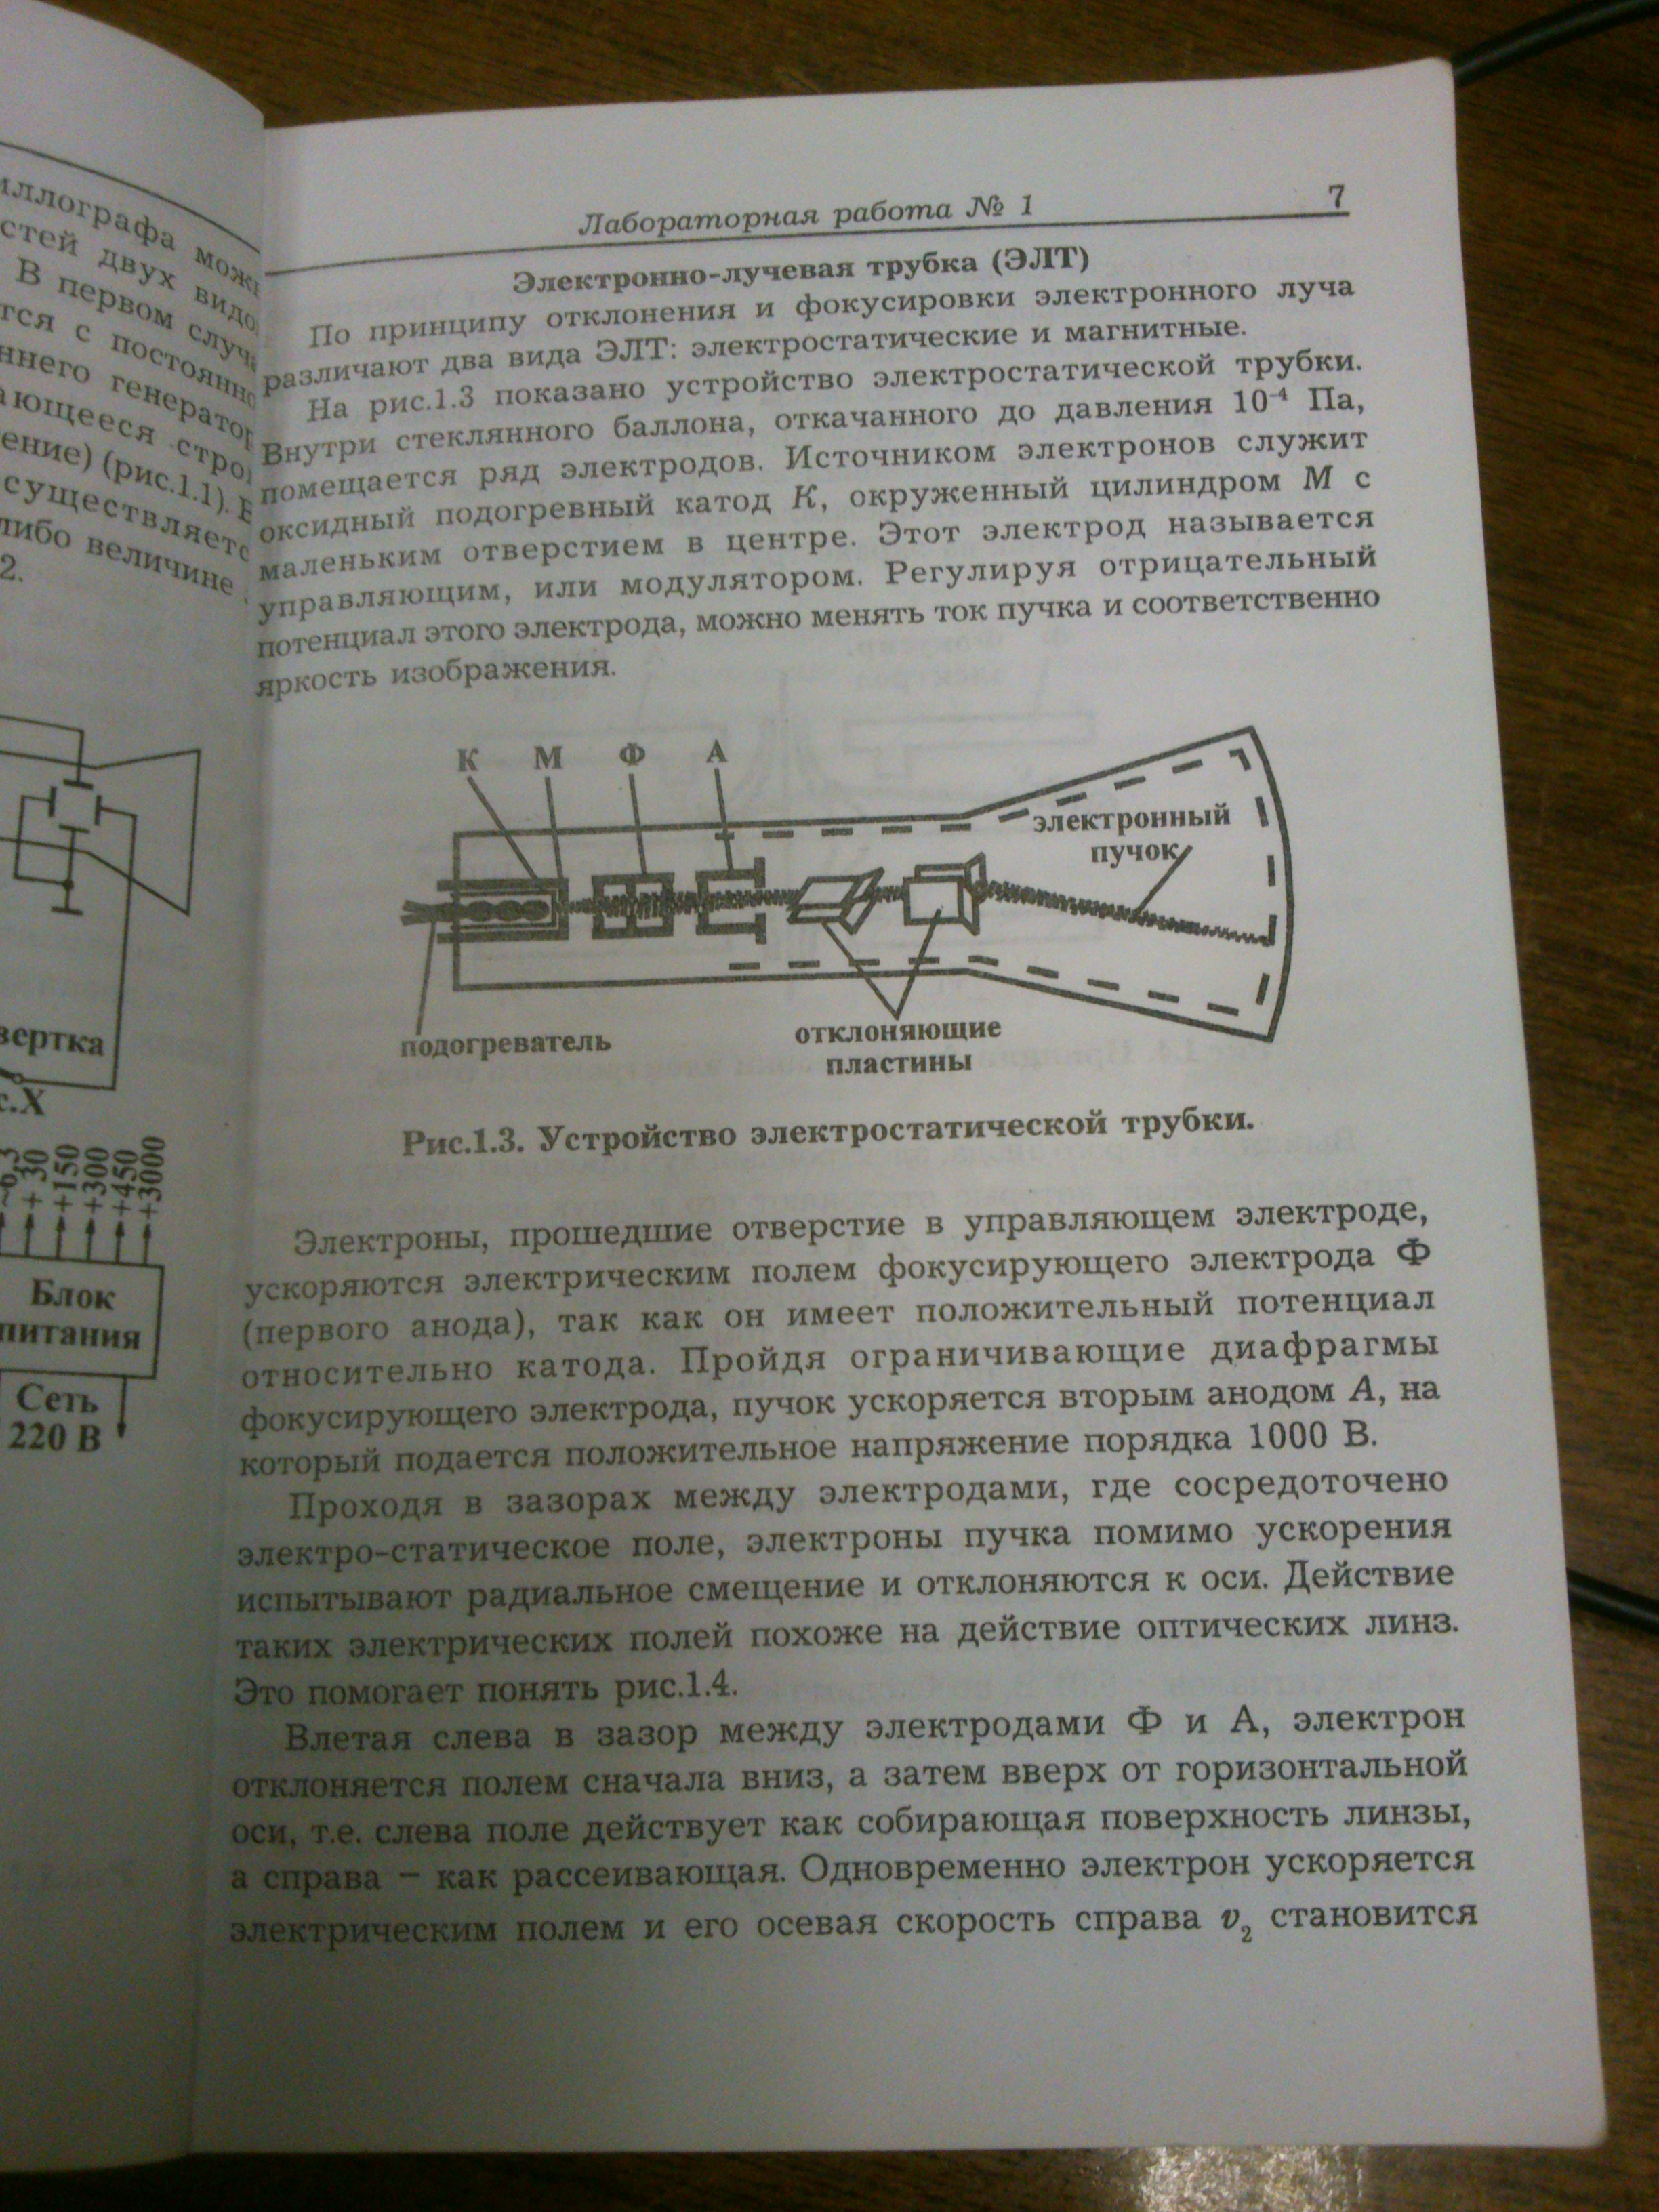 иллографа
стей двух
В первом
тся с
ннего
ающееся
ение) (рис.1.1).
существляетс
либо величине
2.
вертка
с.X
+ 30
+150
+300
+450
+3000
Блок
питания
Сеть
220 В
Лабораторная работа № 1 7
Электронно-лучевая трубка (ЭЛТ)
По принципу отклонения и фокусировки электронного луча
различают два вида ЭЛТ: электростатические и магнитные.
На рис.1.3 показано устройство электростатической трубки.
Внутри стеклянного баллона, откачанного до давления 10⁻⁴ Па,
помещается ряд электродов. Источником электронов служит
оксидный подогревный катод К, окруженный цилиндром М с
маленьким отверстием в центре. Этот электрод называется
управляющим, или модулятором. Регулируя отрицательный
потенциал этого электрода, можно менять ток пучка и соответственно
яркость изображения.
К М Ф А
электронный
пучок
подогреватель
отклоняющие
пластины
Рис.1.3. Устройство электростатической трубки.
Электроны, прошедшие отверстие в управляющем электроде,
ускоряются электрическим полем фокусирующего электрода Ф
(первого анода), так как он имеет положительный потенциал
относительно катода. Пройдя ограничивающие диафрагмы
фокусирующего электрода, пучок ускоряется вторым анодом А, на
который подается положительное напряжение порядка 1000 В.
Проходя в зазорах между электродами, где сосредоточено
электро-статическое поле, электроны пучка помимо ускорения
испытывают радиальное смещение и отклоняются к оси. Действие
таких электрических полей похоже на действие оптических линз.
Это помогает понять рис.1.4.
Влетая слева в зазор между электродами Ф и А, электрон
отклоняется полем сначала вниз, а затем вверх от горизонтальной
оси, т.е. слева поле действует как собирающая поверхность линзы,
а справа – как рассеивающая. Одновременно электрон ускоряется
электрическим полем и его осевая скорость справа v₂ становится